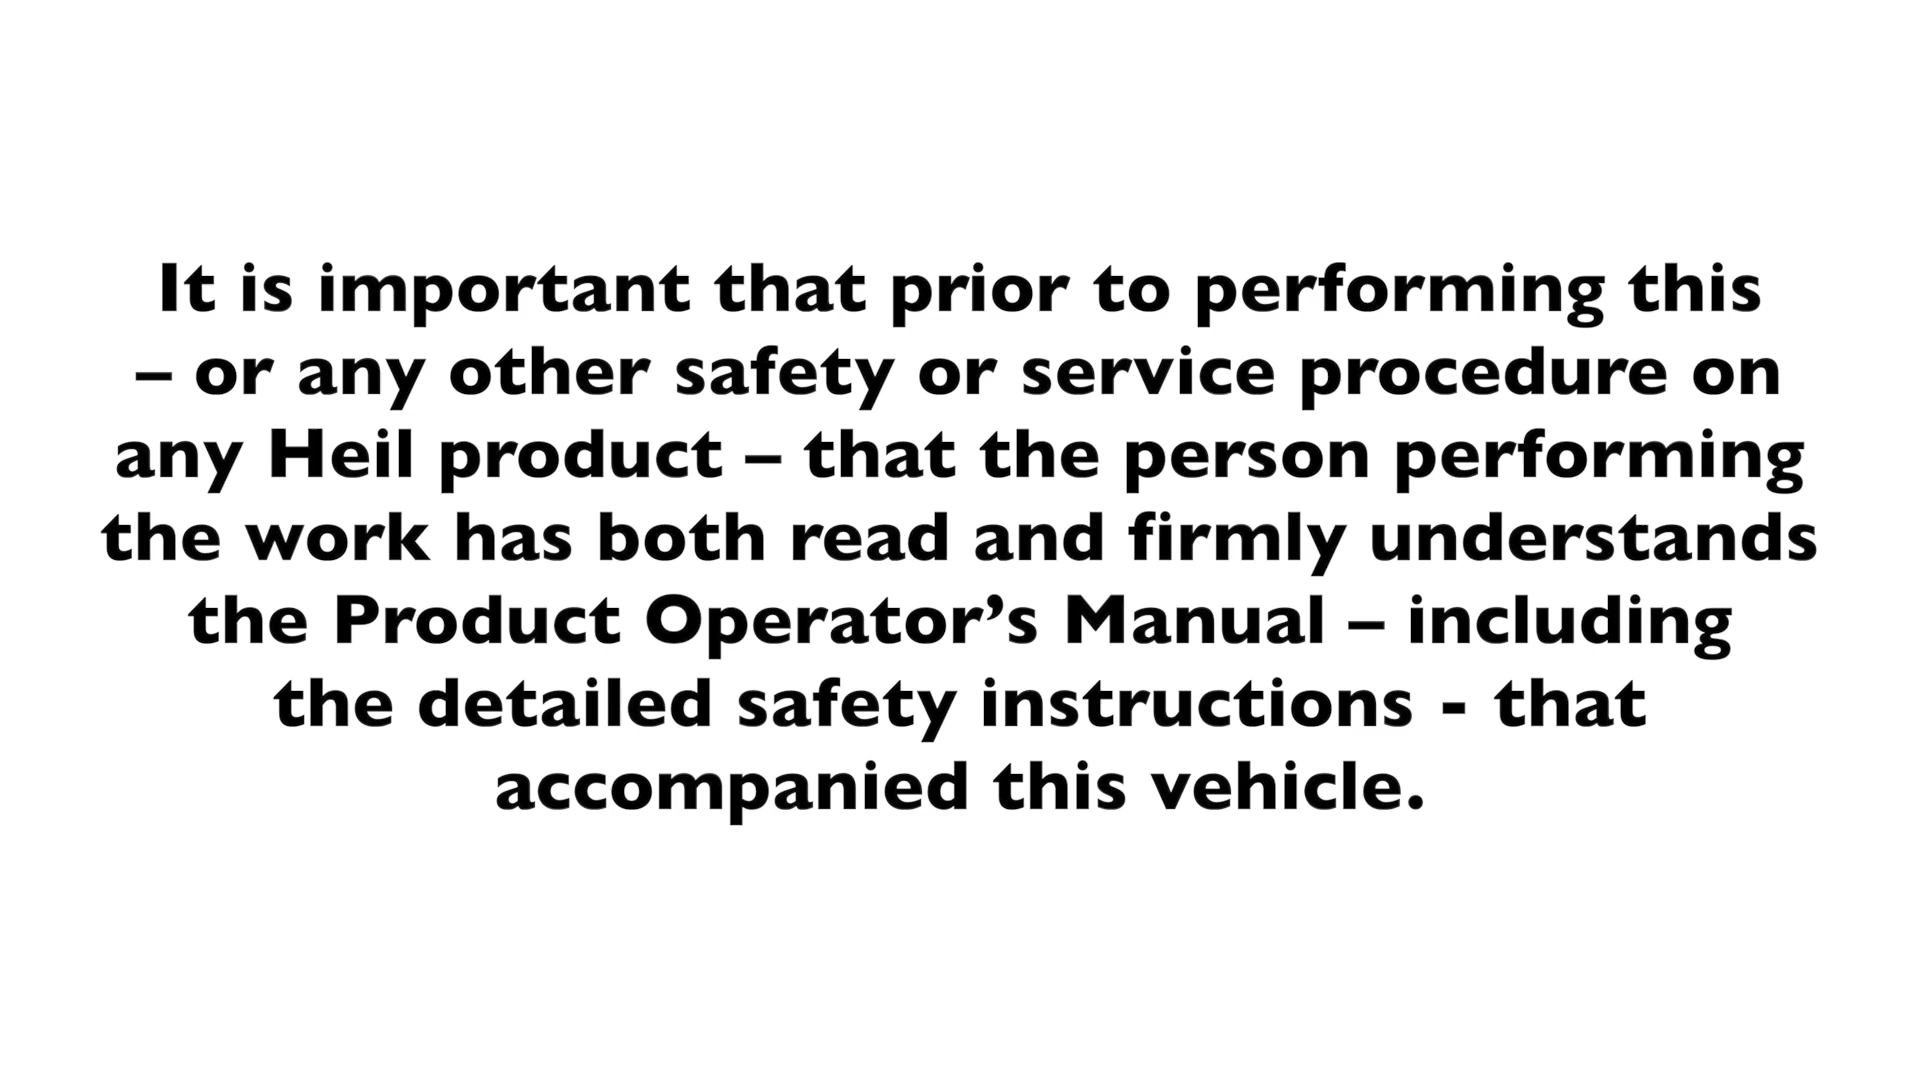 It is important that prior to performing this
– or any other safety or service procedure on
any Heil product – that the person performing
the work has both read and firmly understands
the Product Operator’s Manual – including
the detailed safety instructions - that
accompanied this vehicle.